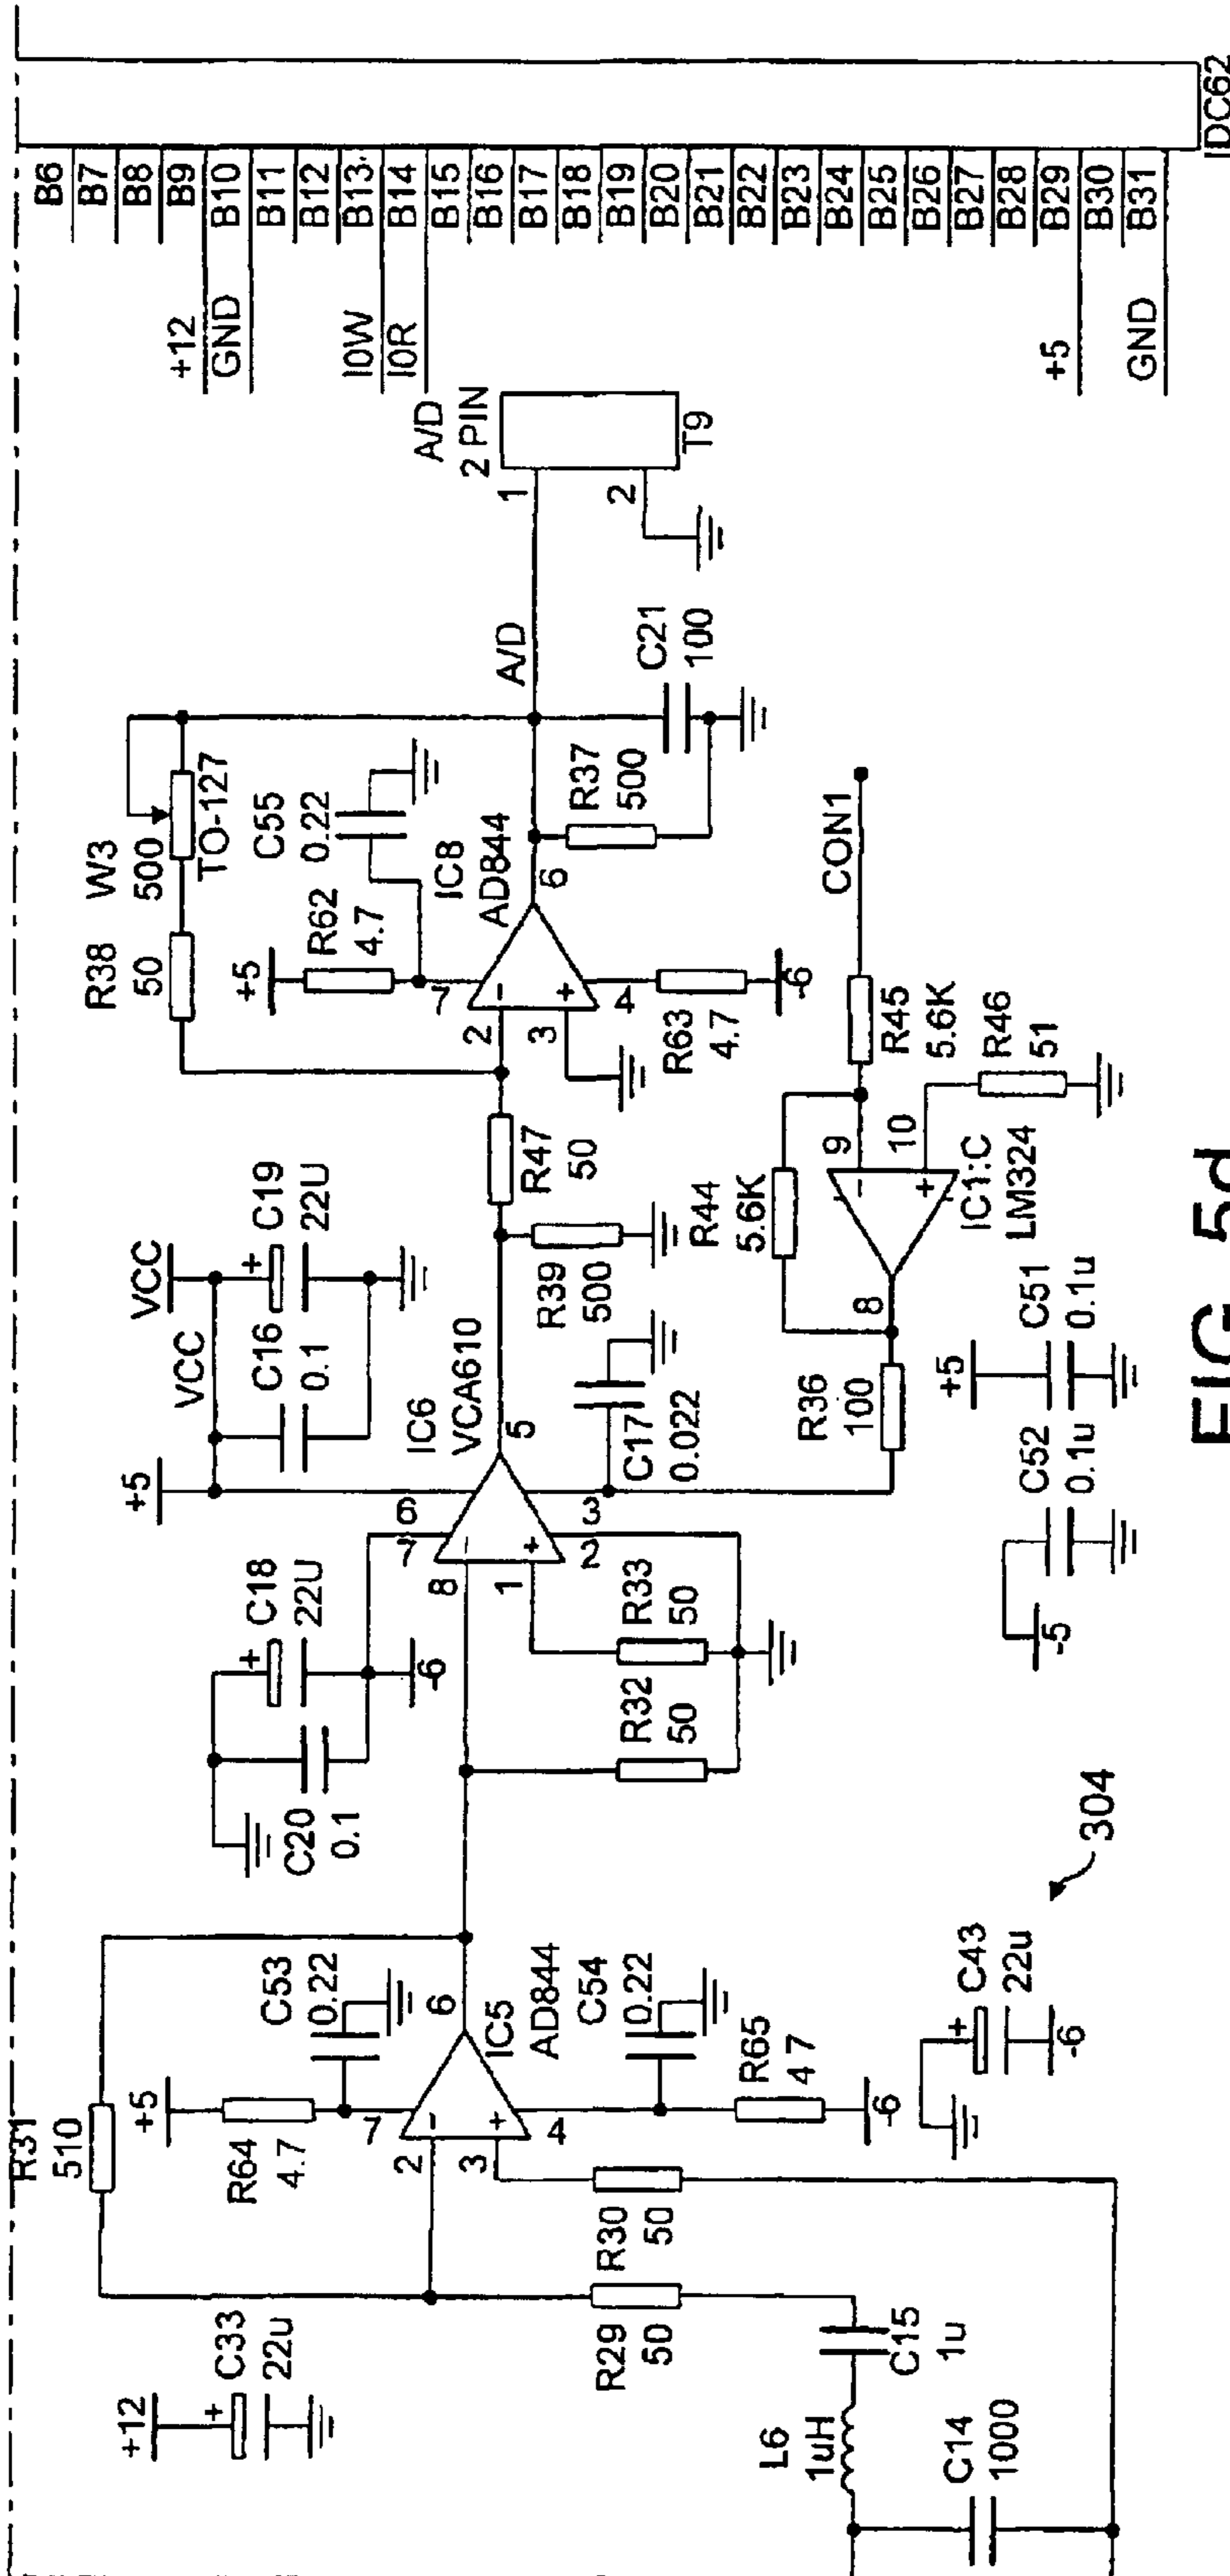 B6
B7
B8
B9
B10
B11
B12
B13
B14
B15
B16
B17
B18
B19
B20
B21
B22
B23
B24
B25
B26
B27
B28
B29
B30
B31
IDC62
+12
GND
I0W
I0R
+5
GND
A/D
2 PIN
1
2
T9
A/D
C21
100
R37
500
W3
500
TO-127
R38
50
C55
0.22
+5
R62
4.7
IC8
AD844
7
6
2
3
4
R63
4.7
-6
CON1
R45
5.6K
R46
51
9
10
R44
5.6K
IC1:C
LM324
8
R36
100
R47
50
R39
500
VCC
VCC
C19
22U
C16
0.1
+5
IC6
VCA610
5
C17
0.022
6
7
8
1
3
2
C18
22U
-6
C20
0.1
R33
50
R32
50
+5
C51
0.1u
C52
0.1u
-5
304
R31
510
+5
R64
4.7
C53
0.22
7
6
IC5
AD844
2
3
4
C54
0.22
R65
4 7
-6
C43
22u
-6
R30
50
R29
50
+12
C33
22u
C15
1u
L6
1uH
C14
1000
FIG 5d